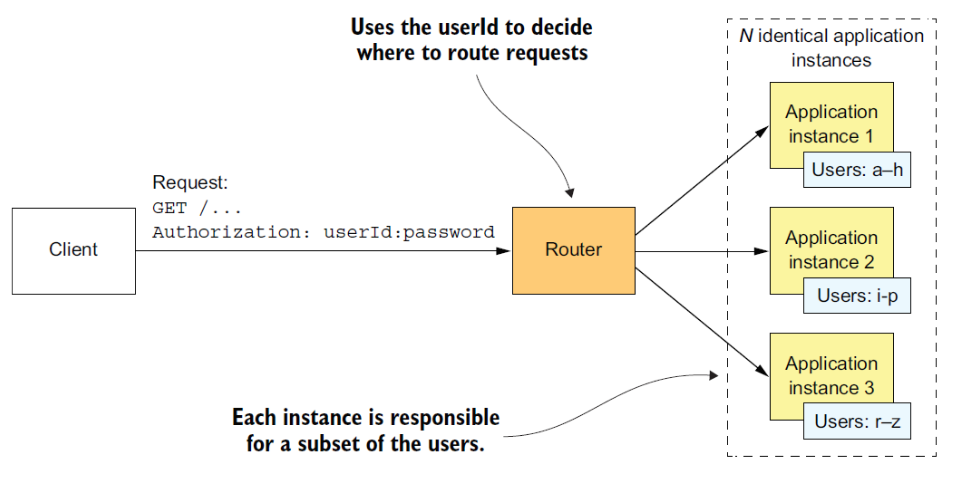 Uses the userId to decide
where to route requests
N identical application
instances
Application
instance 1
Users: a–h
Request:
GET /...
Authorization: userId:password
Client
Router
Application
instance 2
Users: i-p
Application
instance 3
Users: r–z
Each instance is responsible
for a subset of the users.